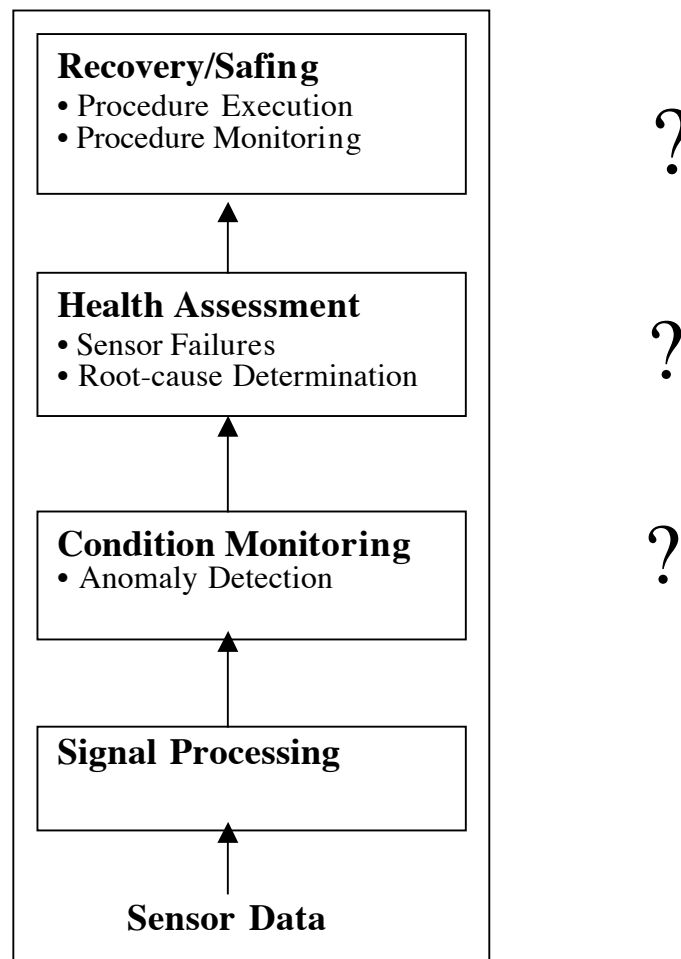 Recovery/Safing
• Procedure Execution
• Procedure Monitoring
?
Health Assessment
• Sensor Failures
• Root-cause Determination
?
Condition Monitoring
• Anomaly Detection
?
Signal Processing
Sensor Data